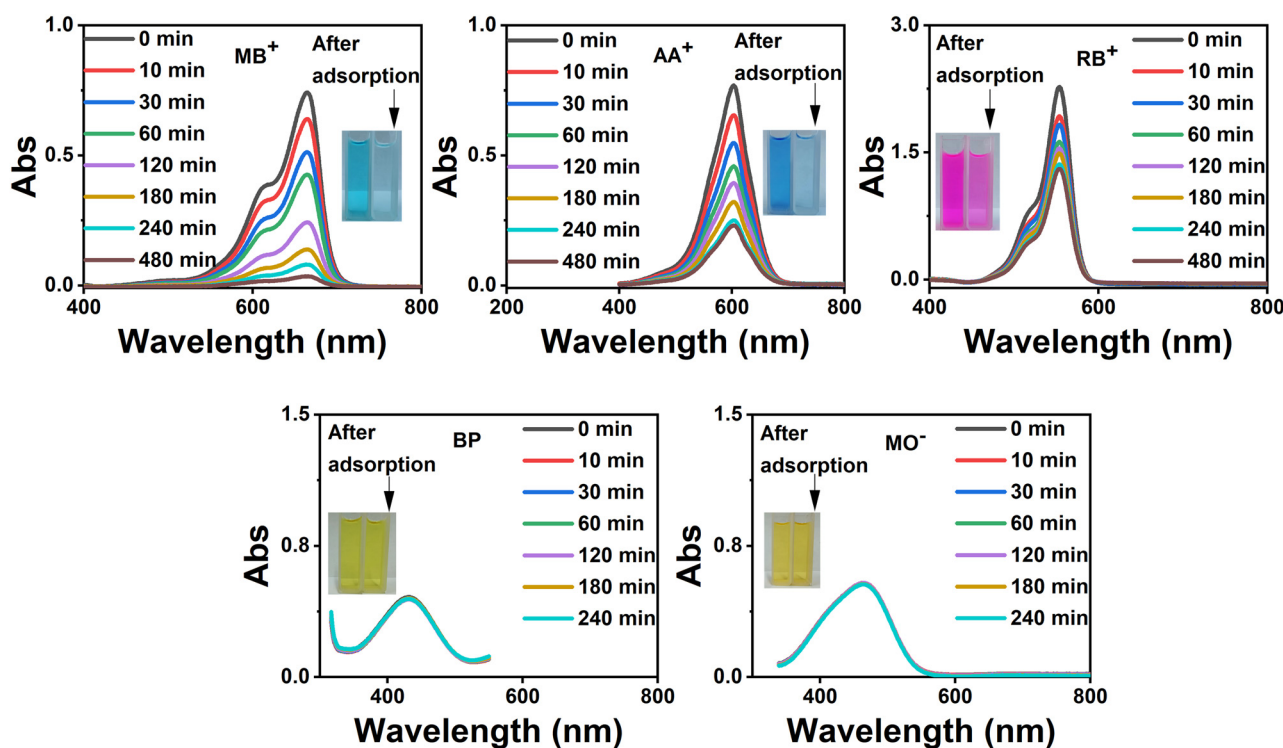 1.0
0.5
0.0
Abs
0 min
10 min
30 min
60 min
120 min
180 min
240 min
480 min
MB+
After
adsorption
400
600
800
Wavelength (nm)
1.0
0.5
0.0
Abs
0 min
10 min
30 min
60 min
120 min
180 min
240 min
480 min
AA+
After
adsorption
200
400
600
800
Wavelength (nm)
3.0
1.5
0.0
Abs
After
adsorption
RB+
0 min
10 min
30 min
60 min
120 min
180 min
240 min
480 min
400
600
800
Wavelength (nm)
1.5
0.8
0.0
Abs
After
adsorption
BP
0 min
10 min
30 min
60 min
120 min
180 min
240 min
400
600
800
Wavelength (nm)
1.5
0.8
0.0
Abs
After
adsorption
MO-
0 min
10 min
30 min
60 min
120 min
180 min
240 min
400
600
800
Wavelength (nm)